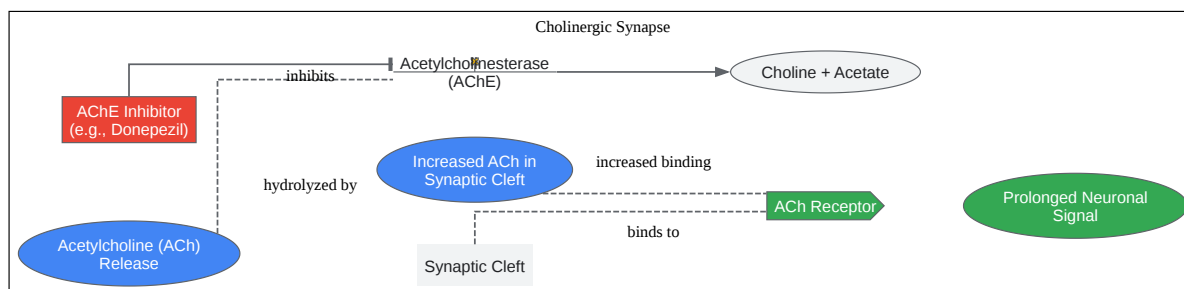 Cholinergic Synapse
Acetylcholinesterase
(AChE)
inhibits
Choline + Acetate
AChE Inhibitor
(e.g., Donepezil)
Increased ACh in
Synaptic Cleft
increased binding
hydrolyzed by
ACh Receptor
Prolonged Neuronal
Signal
binds to
Acetylcholine (ACh)
Release
Synaptic Cleft